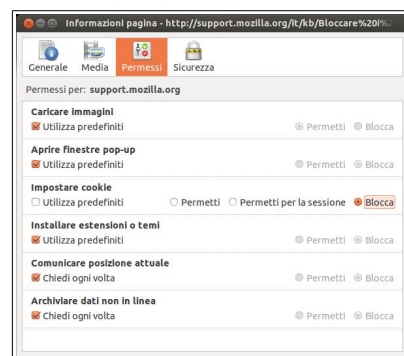 Informazioni pagina - http://support.mozilla.org/it/kb/Bloccare%20i%2
Generale Media Permessi Sicurezza
Permessi per: support.mozilla.org
Caricare immagini
Utilizza predefiniti Permetti Blocca
Aprire finestre pop-up
Utilizza predefiniti Permetti Blocca
Impostare cookie
Utilizza predefiniti Permetti Permetti per la sessione Blocca
Installare estensioni o temi
Utilizza predefiniti Permetti Blocca
Comunicare posizione attuale
Chiedi ogni volta Permetti Blocca
Archiviare dati non in linea
Chiedi ogni volta Permetti Blocca